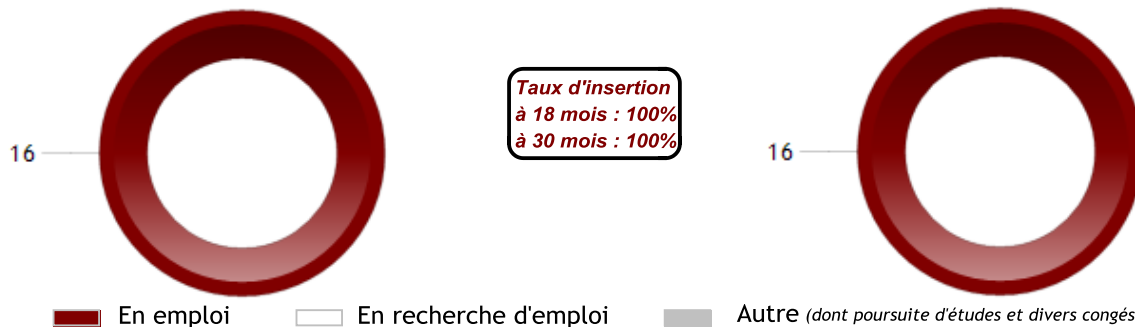 16
Taux d'insertion
à 18 mois : 100%
à 30 mois : 100%
16
En emploi
En recherche d'emploi
Autre (dont poursuite d'études et divers congés